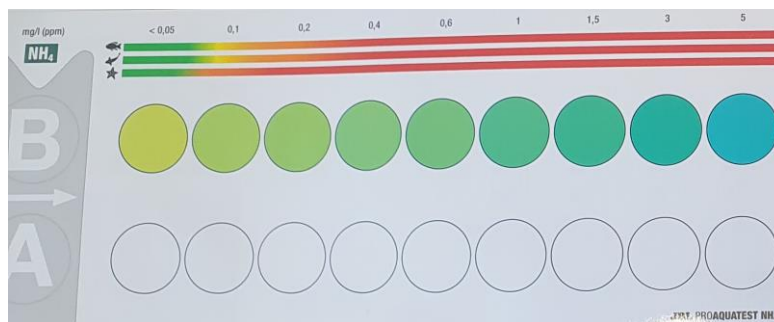 mg/l (ppm) < 0,05 0,1 0,2 0,4 0,6 1 1,5 3 5
NH₄
B
A
JBL PROAQUATEST NH